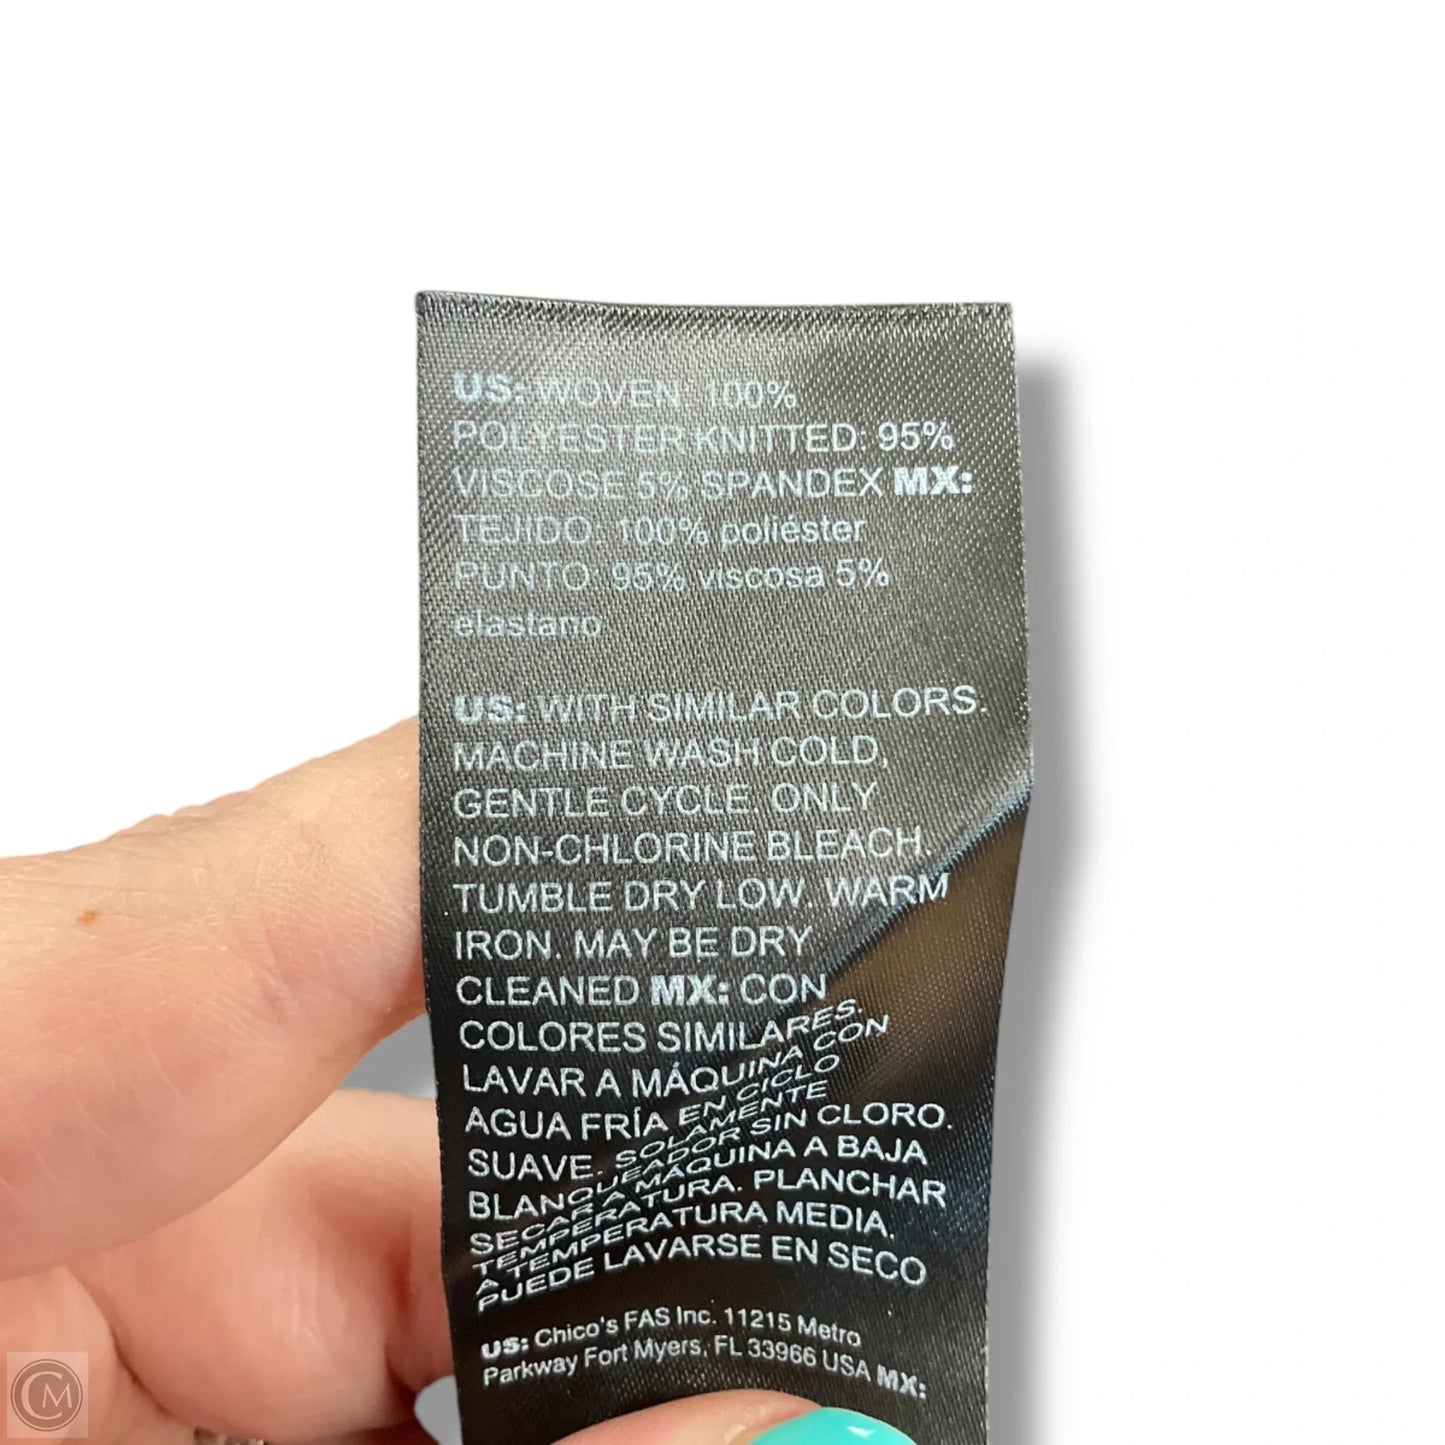 US: WOVEN: 100%
POLYESTER KNITTED: 95%
VISCOSE 5% SPANDEX MX:
TEJIDO: 100% poliéster
PUNTO: 95% viscosa 5%
elastano
US: WITH SIMILAR COLORS.
MACHINE WASH COLD,
GENTLE CYCLE. ONLY
NON-CHLORINE BLEACH.
TUMBLE DRY LOW. WARM
IRON. MAY BE DRY
CLEANED MX: CON
COLORES SIMILARES.
LAVAR A MÁQUINA CON
AGUA FRÍA EN CICLO
SUAVE. SOLAMENTE
BLANQUEADOR SIN CLORO.
SECAR A MÁQUINA A BAJA
TEMPERATURA. PLANCHAR
A TEMPERATURA MEDIA.
PUEDE LAVARSE EN SECO
US: Chico's FAS Inc. 11215 Metro
Parkway Fort Myers, FL 33966 USA MX:
CM